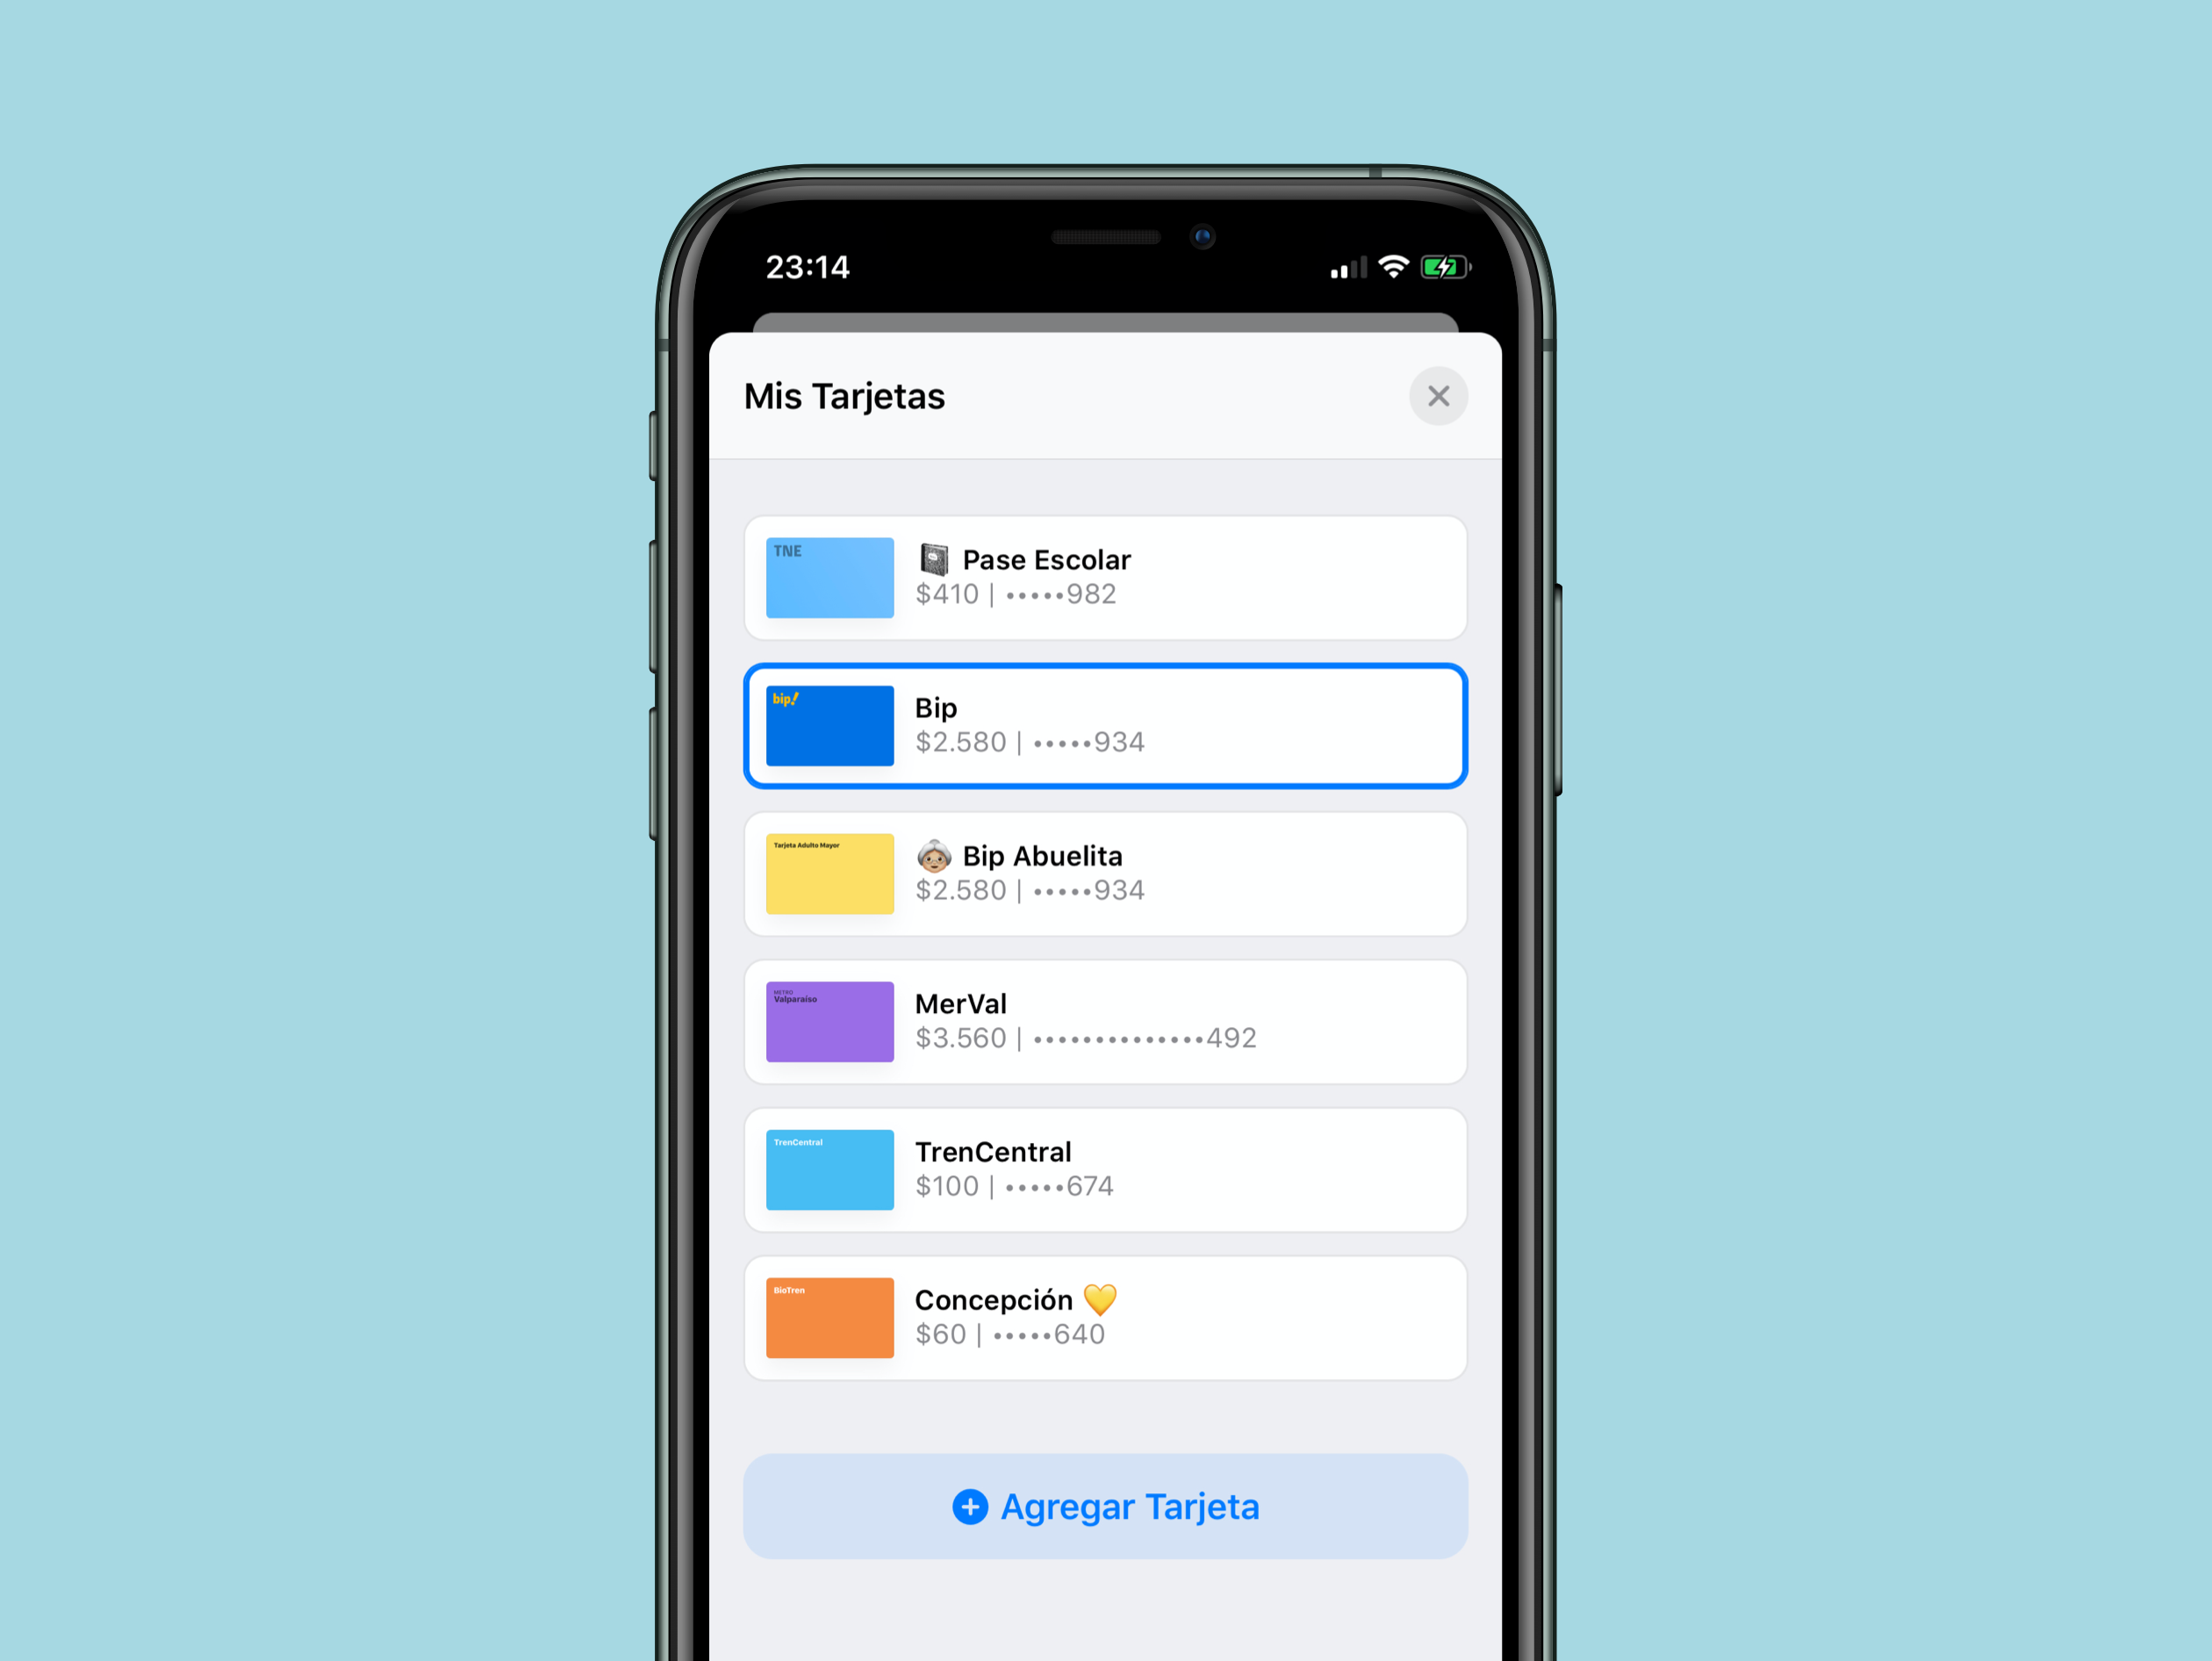 23:14
Mis Tarjetas
TNE
📓 Pase Escolar
$410 | •••••982
bip!
Bip
$2.580 | •••••934
Tarjeta Adulto Mayor
👵🏼 Bip Abuelita
$2.580 | •••••934
METRO
Valparaíso
MerVal
$3.560 | ••••••••••••••492
TrenCentral
TrenCentral
$100 | •••••674
BioTren
Concepción 💛
$60 | •••••640
Agregar Tarjeta